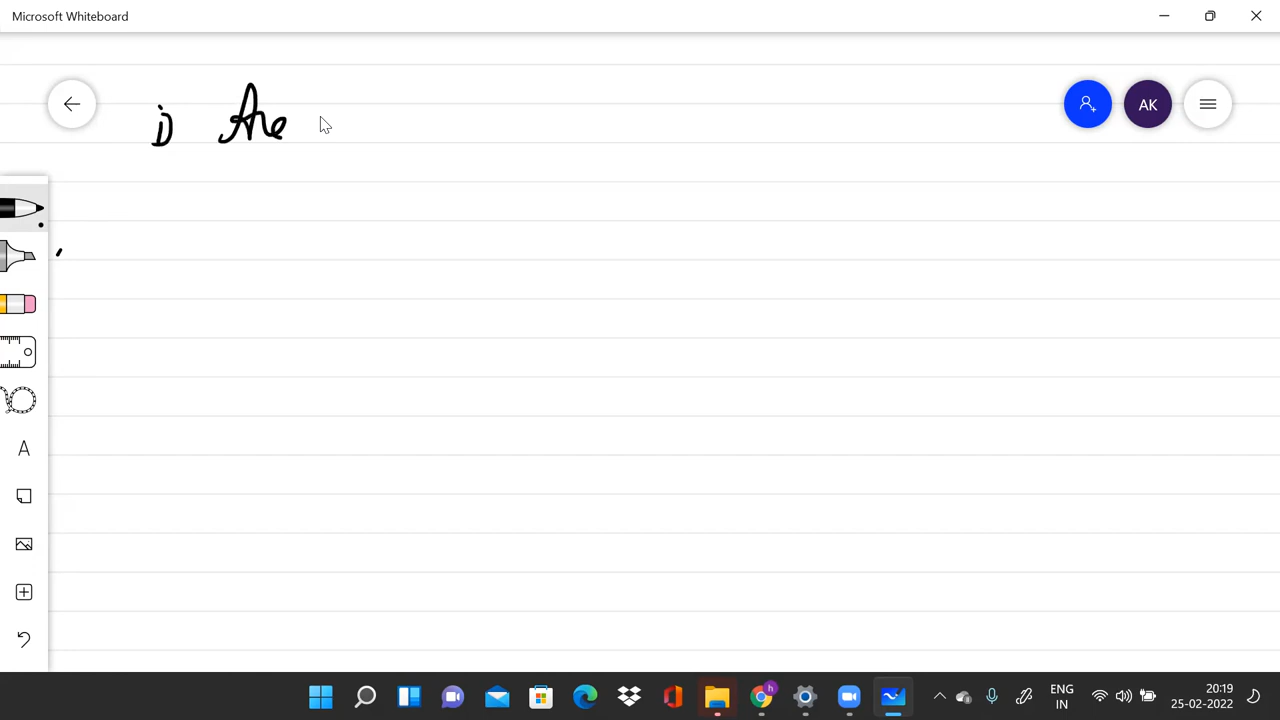 Microsoft Whiteboard
i) Are
AK
A
h
ENG
IN
20:19
25-02-2022